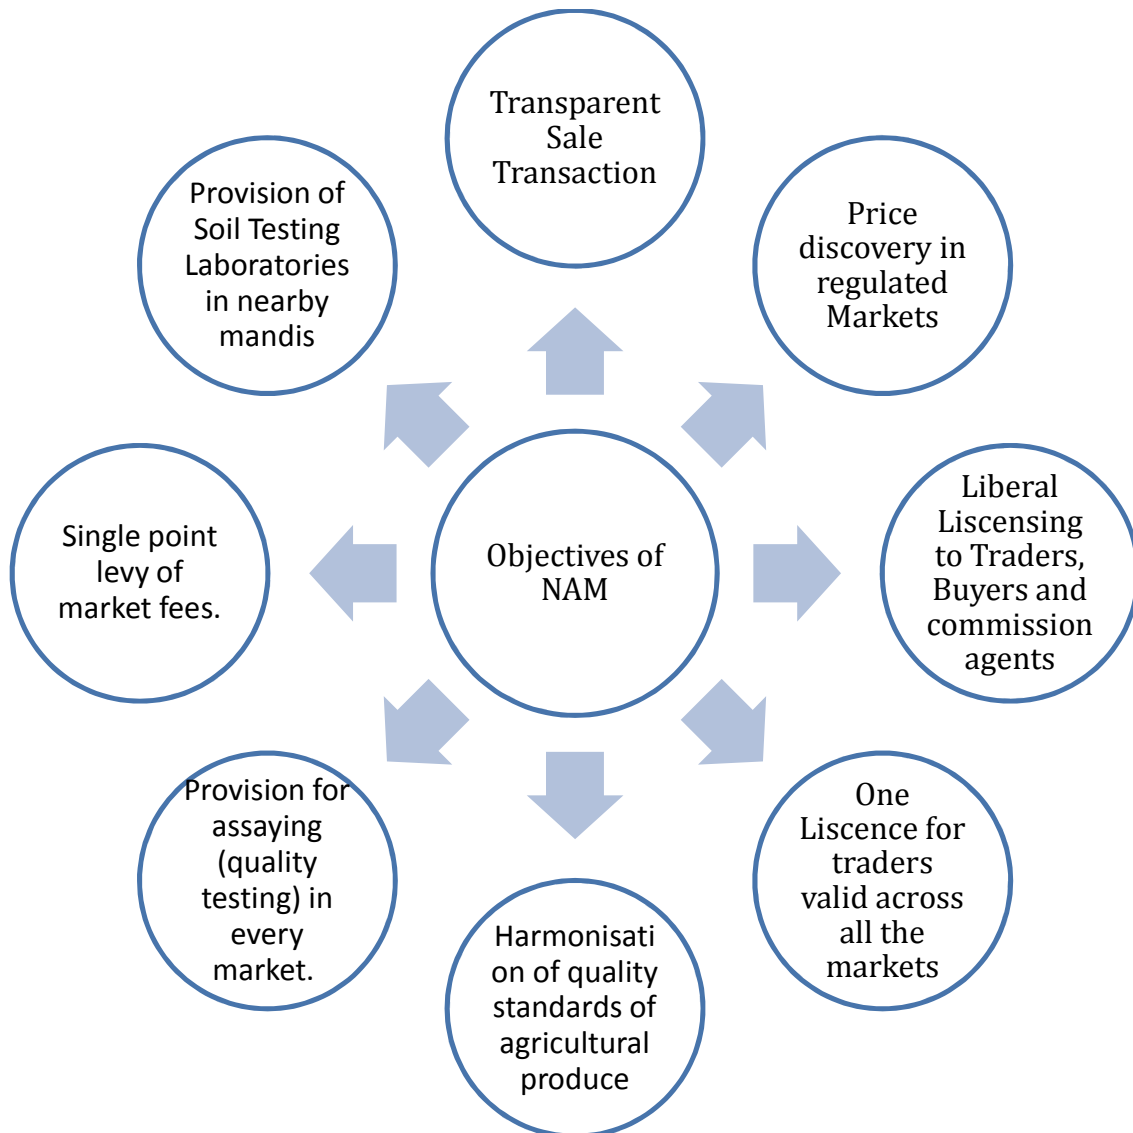 Transparent
Sale
Transaction
Price
discovery in
regulated
Markets
Liberal
Liscensing
to Traders,
Buyers and
commission
agents
One
Liscence for
traders
valid across
all the
markets
Harmonisati
on of quality
standards of
agricultural
produce
Provision for
assaying
(quality
testing) in
every
market.
Single point
levy of
market fees.
Provision of
Soil Testing
Laboratories
in nearby
mandis
Objectives of
NAM